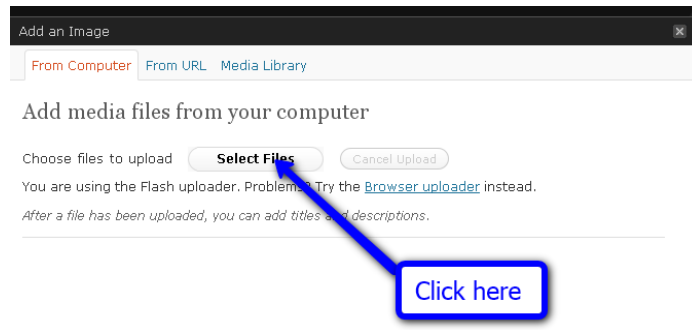 Add an Image
From Computer From URL Media Library
Add media files from your computer
Choose files to upload Select Files Cancel Upload
You are using the Flash uploader. Problems? Try the Browser uploader instead.
After a file has been uploaded, you can add titles and descriptions.
Click here